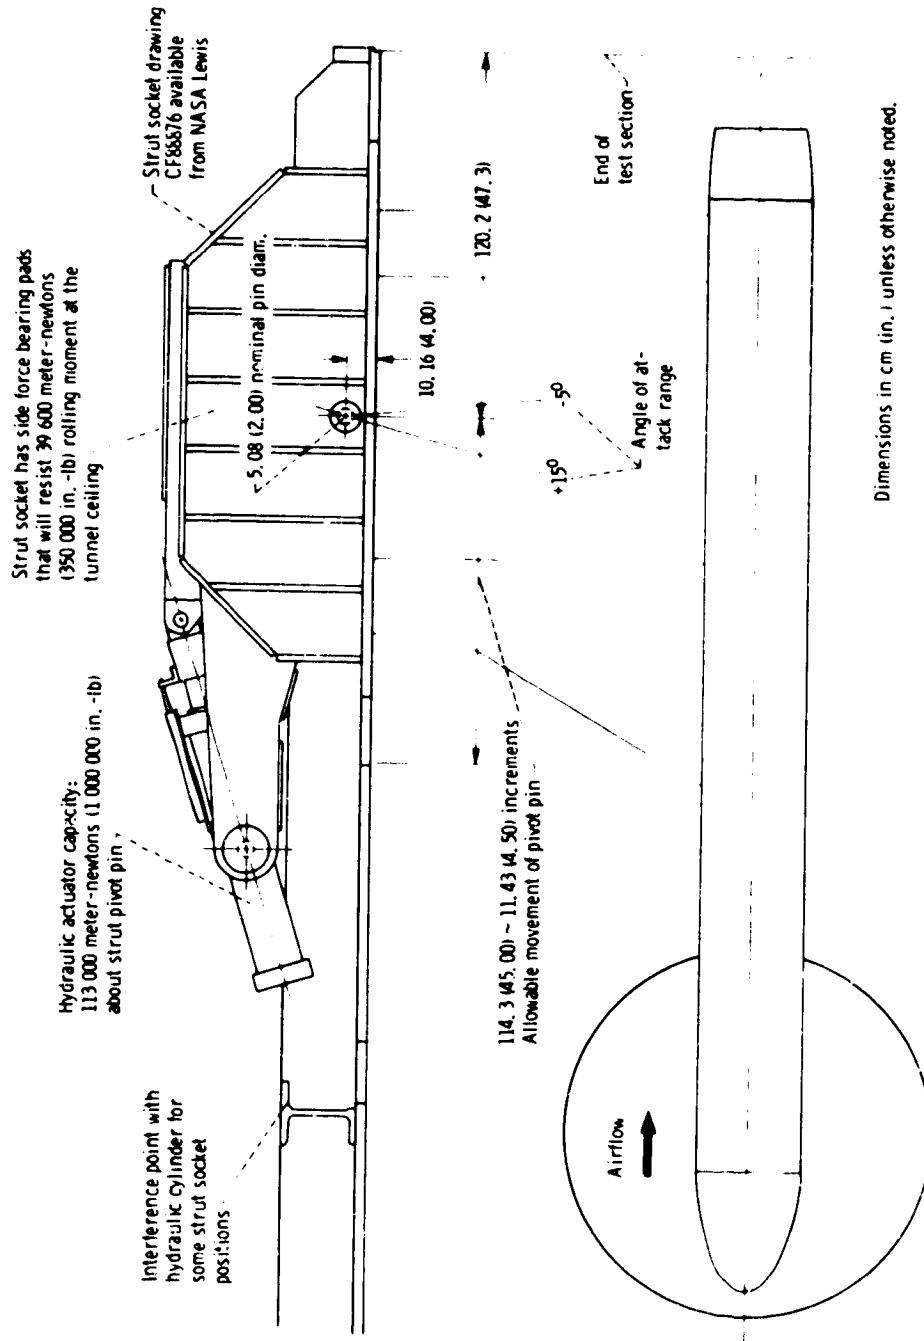 Strut socket has side force bearing pads
that will resist 39 600 meter-newtons
(350 000 in. -lb) rolling moment at the
tunnel ceiling
Strut socket drawing
CF86876 available
from NASA Lewis
Hydraulic actuator capacity:
113 000 meter-newtons (1 000 000 in. -lb)
about strut pivot pin
Interference point with
hydraulic cylinder for
some strut socket
positions
5.08 (2.00) nominal pin diam.
10.16 (4.00)
120.2 (47.3)
114.3 (45.00) ~ 11.43 (4.50) increments
Allowable movement of pivot pin
+15°
-5°
Angle of at-
tack range
End of
test section
Airflow
Dimensions in cm (in.) unless otherwise noted.